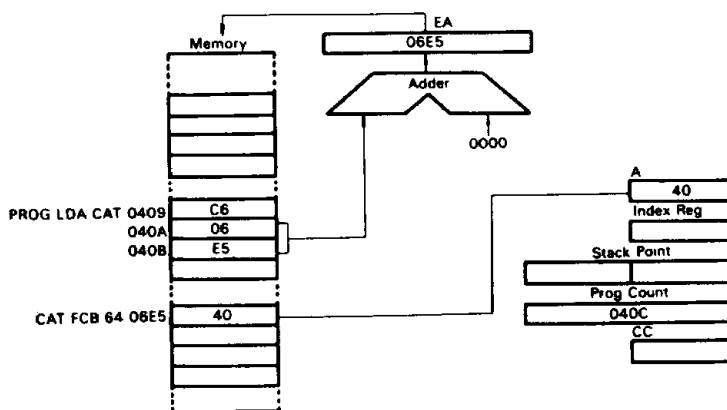 EA
Memory
06E5
Adder
0000
A
PROG LDA CAT 0409 C6
40
Index Reg
040A 06
040B E5
Stack Point
Prog Count
CAT FCB 64 06E5 40
040C
CC